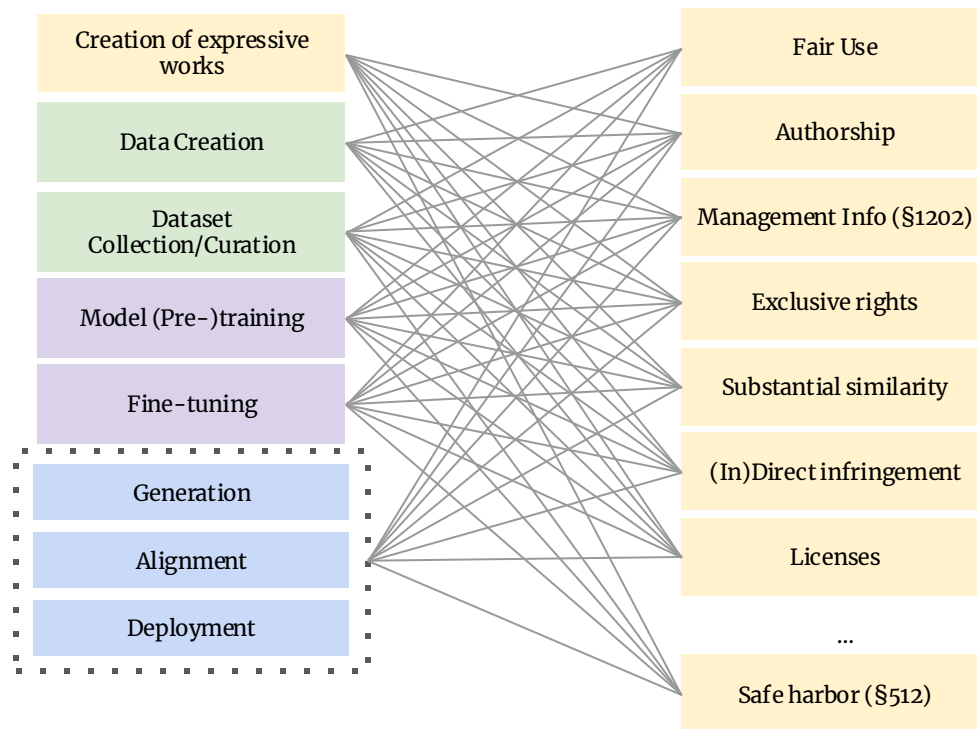 Creation of expressive
works
Data Creation
Dataset
Collection/Curation
Model (Pre-)training
Fine-tuning
Generation
Alignment
Deployment
Fair Use
Authorship
Management Info (§1202)
Exclusive rights
Substantial similarity
(In)Direct infringement
Licenses
...
Safe harbor (§512)